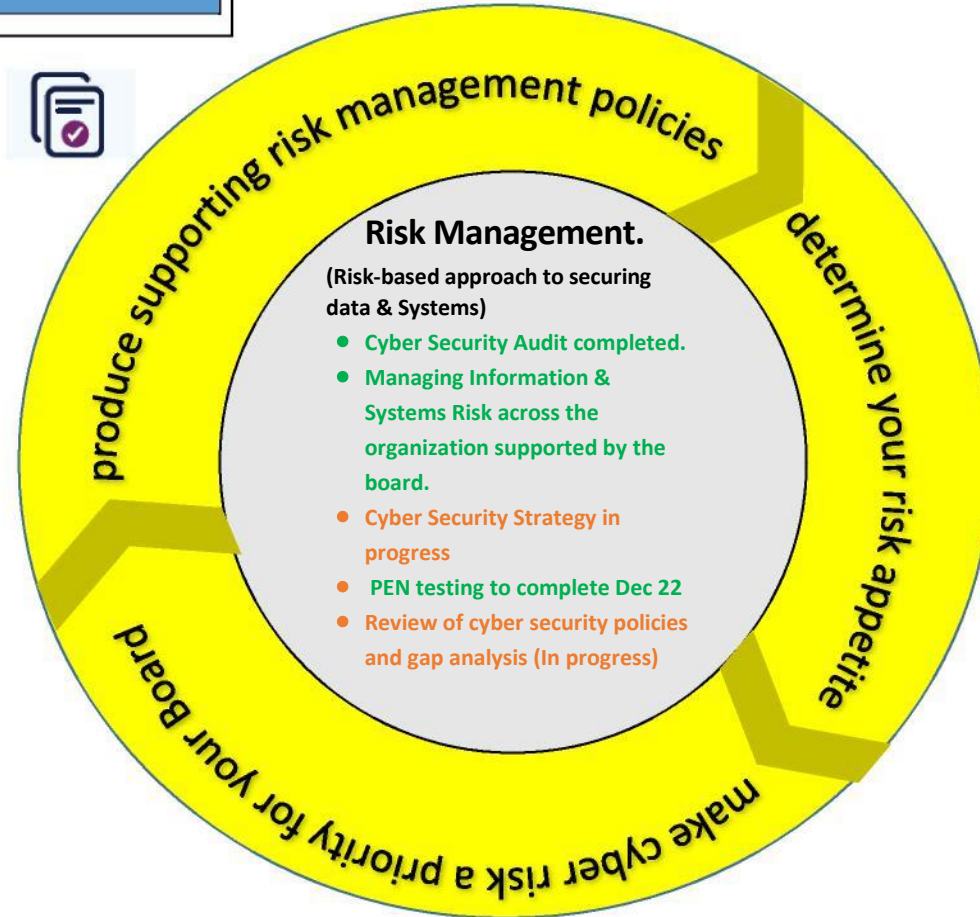 produce supporting risk management policies
determine your risk appetite
make cyber risk a priority for your Board
Risk Management.
(Risk-based approach to securing
data & Systems)
• Cyber Security Audit completed.
• Managing Information &
Systems Risk across the
organization supported by the
board.
• Cyber Security Strategy in
progress
• PEN testing to complete Dec 22
• Review of cyber security policies
and gap analysis (In progress)